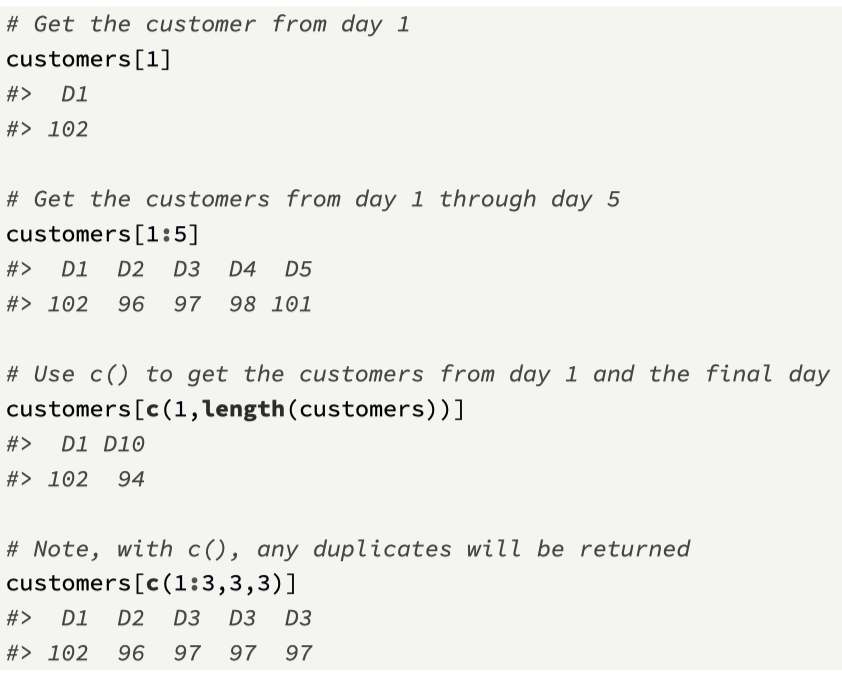 # Get the customer from day 1
customers[1]
#>  D1
#> 102
# Get the customers from day 1 through day 5
customers[1:5]
#>  D1  D2  D3  D4  D5
#> 102  96  97  98 101
# Use c() to get the customers from day 1 and the final day
customers[c(1,length(customers))]
#>  D1 D10
#> 102  94
# Note, with c(), any duplicates will be returned
customers[c(1:3,3,3)]
#>  D1  D2  D3  D3  D3
#> 102  96  97  97  97